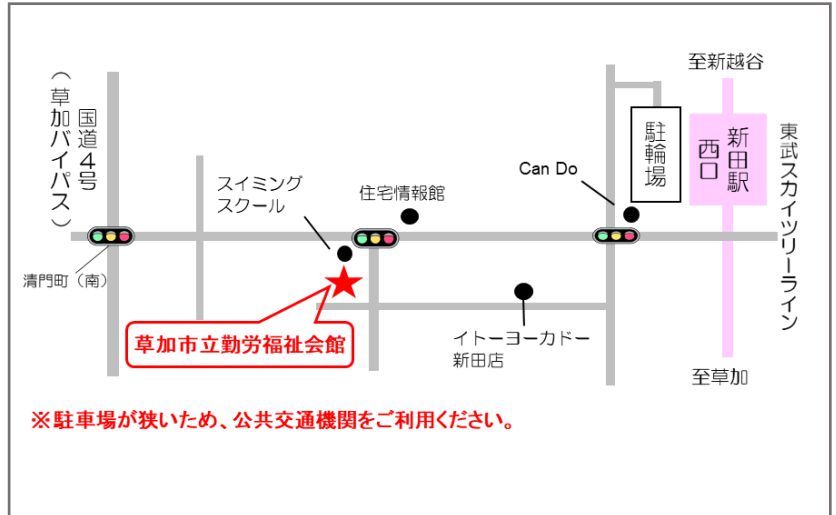 至新越谷
(草加バイパス)
国道4号
駐輪場
新田駅
西口
東武スカイツリーライン
Can Do
スイミング
スクール
住宅情報館
清門町(南)
草加市立勤労福祉会館
イトーヨーカドー
新田店
至草加
※駐車場が狭いため、公共交通機関をご利用ください。